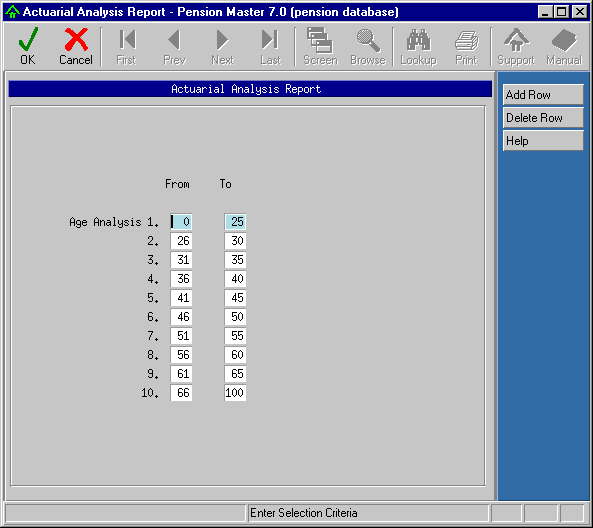 Actuarial Analysis Report - Pension Master 7.0 (pension database)
OK Cancel First Prev Next Last Screen Browse Lookup Print Support Manual
Actuarial Analysis Report
Add Row
Delete Row
Help
From To
Age Analysis 1. 0 25
2. 26 30
3. 31 35
4. 36 40
5. 41 45
6. 46 50
7. 51 55
8. 56 60
9. 61 65
10. 66 100
Enter Selection Criteria